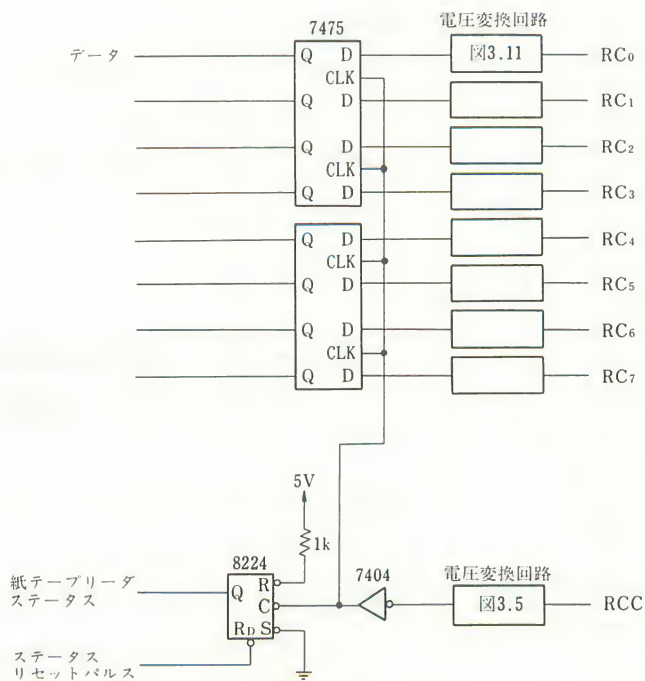 電圧変換回路
7475
データ
Q D
図3.11
RC0
CLK
Q D
RC1
Q D
RC2
CLK
Q D
RC3
Q D
RC4
CLK
Q D
RC5
Q D
RC6
CLK
Q D
RC7
5V
1k
8224
7404
電圧変換回路
紙テープリーダ
ステータス
Q
R
C
RD S
図3.5
RCC
ステータス
リセットパルス